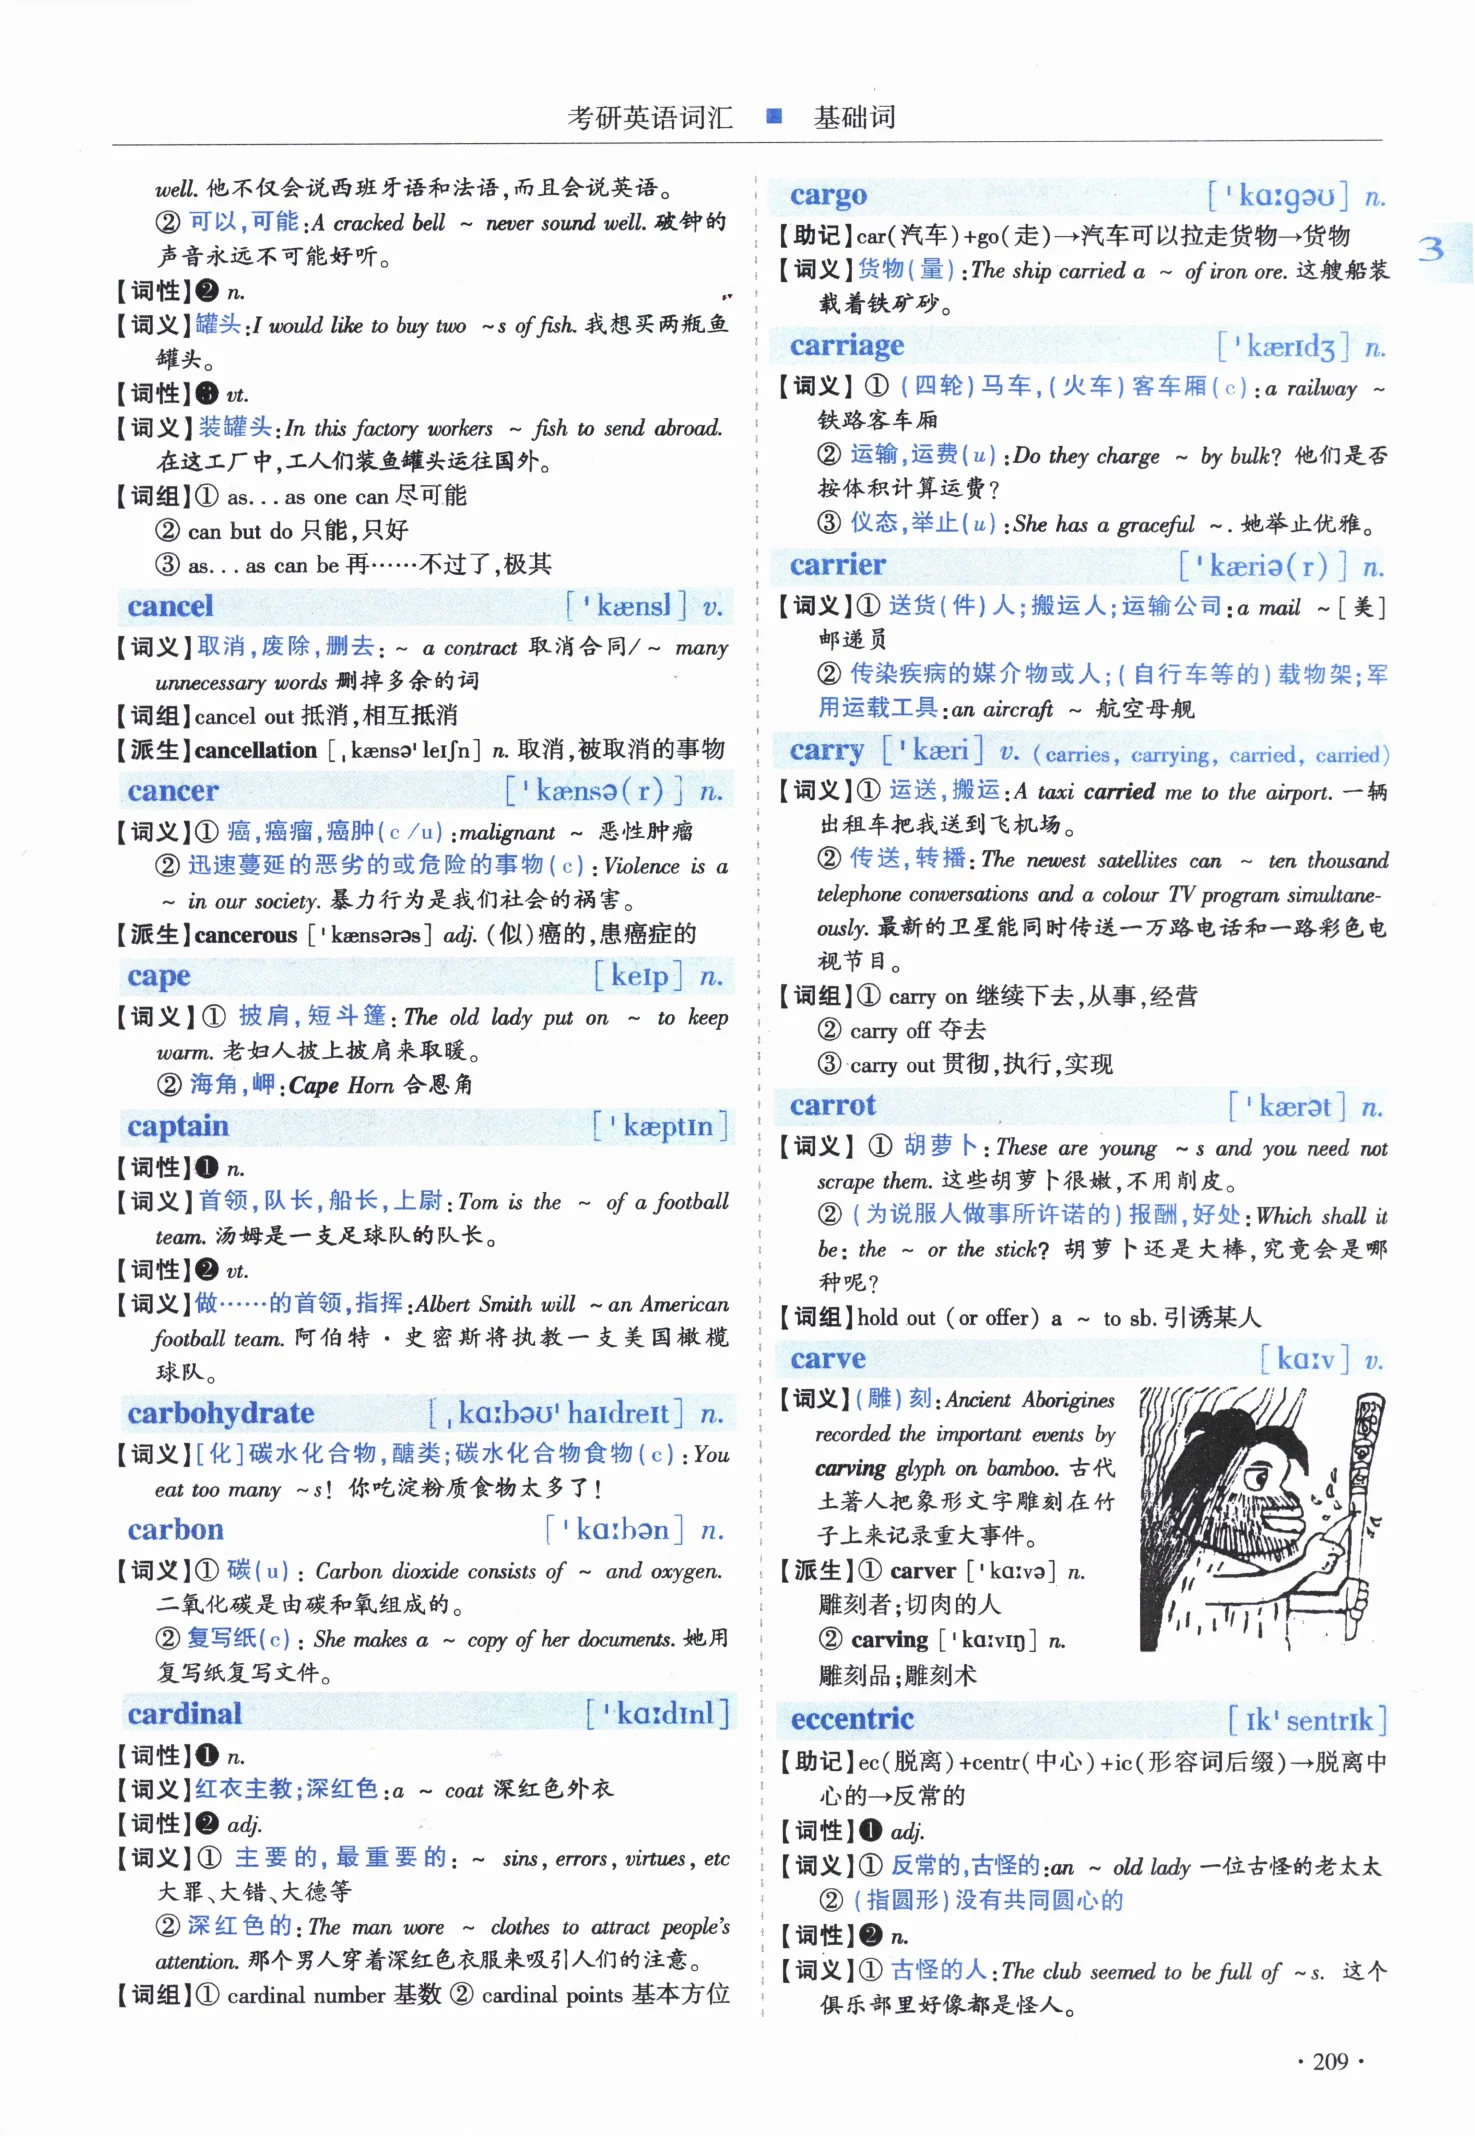 考研英语词汇 ■ 基础词
well. 他不仅会说西班牙语和法语,而且会说英语。
② 可以,可能:A cracked bell ~ never sound well. 破钟的
声音永远不可能好听。
【词性】❷ n.
【词义】罐头:I would like to buy two ~s of fish. 我想买两瓶鱼
罐头。
【词性】❸ vt.
【词义】装罐头:In this factory workers ~ fish to send abroad.
在这工厂中,工人们装鱼罐头运往国外。
【词组】① as...as one can 尽可能
② can but do 只能,只好
③ as...as can be 再……不过了,极其
cancel [ˈkænsl] v.
【词义】取消,废除,删去: ~ a contract 取消合同/ ~ many
unnecessary words 删掉多余的词
【词组】cancel out 抵消,相互抵消
【派生】cancellation [ˌkænsəˈleɪʃn] n. 取消,被取消的事物
cancer [ˈkænsə(r)] n.
【词义】① 癌,癌瘤,癌肿(c /u):malignant ~ 恶性肿瘤
② 迅速蔓延的恶劣的或危险的事物(c):Violence is a
~ in our society. 暴力行为是我们社会的祸害。
【派生】cancerous [ˈkænsərəs] adj. (似)癌的,患癌症的
cape [keɪp] n.
【词义】① 披肩,短斗篷:The old lady put on ~ to keep
warm. 老妇人披上披肩来取暖。
② 海角,岬:Cape Horn 合恩角
captain [ˈkæptɪn]
【词性】❶ n.
【词义】首领,队长,船长,上尉:Tom is the ~ of a football
team. 汤姆是一支足球队的队长。
【词性】❷ vt.
【词义】做……的首领,指挥:Albert Smith will ~ an American
football team. 阿伯特·史密斯将执教一支美国橄榄
球队。
carbohydrate [ˌkɑːbəʊˈhaɪdreɪt] n.
【词义】[化]碳水化合物,醣类;碳水化合物食物(c):You
eat too many ~s! 你吃淀粉质食物太多了!
carbon [ˈkɑːbən] n.
【词义】① 碳(u): Carbon dioxide consists of ~ and oxygen.
二氧化碳是由碳和氧组成的。
② 复写纸(c): She makes a ~ copy of her documents. 她用
复写纸复写文件。
cardinal [ˈkɑːdɪnl]
【词性】❶ n.
【词义】红衣主教;深红色:a ~ coat 深红色外衣
【词性】❷ adj.
【词义】① 主要的,最重要的: ~ sins, errors, virtues, etc
大罪、大错、大德等
② 深红色的:The man wore ~ clothes to attract people's
attention. 那个男人穿着深红色衣服来吸引人们的注意。
【词组】① cardinal number 基数 ② cardinal points 基本方位
cargo [ˈkɑːgəʊ] n.
【助记】car(汽车)+go(走)→汽车可以拉走货物→货物
【词义】货物(量):The ship carried a ~ of iron ore. 这艘船装
载着铁矿砂。
carriage [ˈkærɪdʒ] n.
【词义】① (四轮)马车,(火车)客车厢(c):a railway ~
铁路客车厢
② 运输,运费(u):Do they charge ~ by bulk? 他们是否
按体积计算运费?
③ 仪态,举止(u):She has a graceful ~. 她举止优雅。
carrier [ˈkæriə(r)] n.
【词义】① 送货(件)人;搬运人;运输公司:a mail ~ [美]
邮递员
② 传染疾病的媒介物或人;(自行车等的)载物架;军
用运载工具:an aircraft ~ 航空母舰
carry [ˈkæri] v. (carries, carrying, carried, carried)
【词义】① 运送,搬运:A taxi carried me to the airport. 一辆
出租车把我送到飞机场。
② 传送,转播:The newest satellites can ~ ten thousand
telephone conversations and a colour TV program simultane-
ously. 最新的卫星能同时传送一万路电话和一路彩色电
视节目。
【词组】① carry on 继续下去,从事,经营
② carry off 夺去
③ carry out 贯彻,执行,实现
carrot [ˈkærət] n.
【词义】① 胡萝卜:These are young ~s and you need not
scrape them. 这些胡萝卜很嫩,不用削皮。
② (为说服人做事所许诺的)报酬,好处:Which shall it
be: the ~ or the stick? 胡萝卜还是大棒,究竟会是哪
种呢?
【词组】hold out (or offer) a ~ to sb. 引诱某人
carve [kɑːv] v.
【词义】(雕)刻:Ancient Aborigines
recorded the important events by
carving glyph on bamboo. 古代
土著人把象形文字雕刻在竹
子上来记录重大事件。
【派生】① carver [ˈkɑːvə] n.
雕刻者;切肉的人
② carving [ˈkɑːvɪŋ] n.
雕刻品;雕刻术
eccentric [ɪkˈsentrɪk]
【助记】ec(脱离)+centr(中心)+ic(形容词后缀)→脱离中
心的→反常的
【词性】❶ adj.
【词义】① 反常的,古怪的:an ~ old lady 一位古怪的老太太
② (指圆形)没有共同圆心的
【词性】❷ n.
【词义】① 古怪的人:The club seemed to be full of ~s. 这个
俱乐部里好像都是怪人。
3
·209·